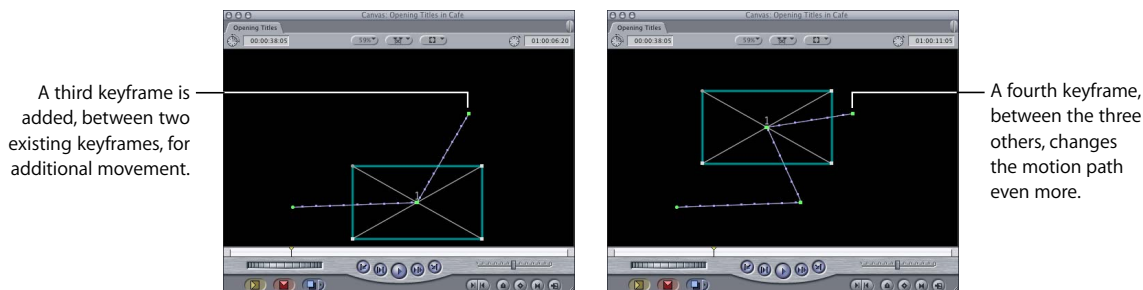 A third keyframe is
added, between two
existing keyframes, for
additional movement.
Canvas: Opening Titles in Cafe
Opening Titles
00:00:38:05
59%
01:00:06:20
1
Canvas: Opening Titles in Cafe
Opening Titles
00:00:38:05
59%
01:00:11:05
1
A fourth keyframe,
between the three
others, changes
the motion path
even more.